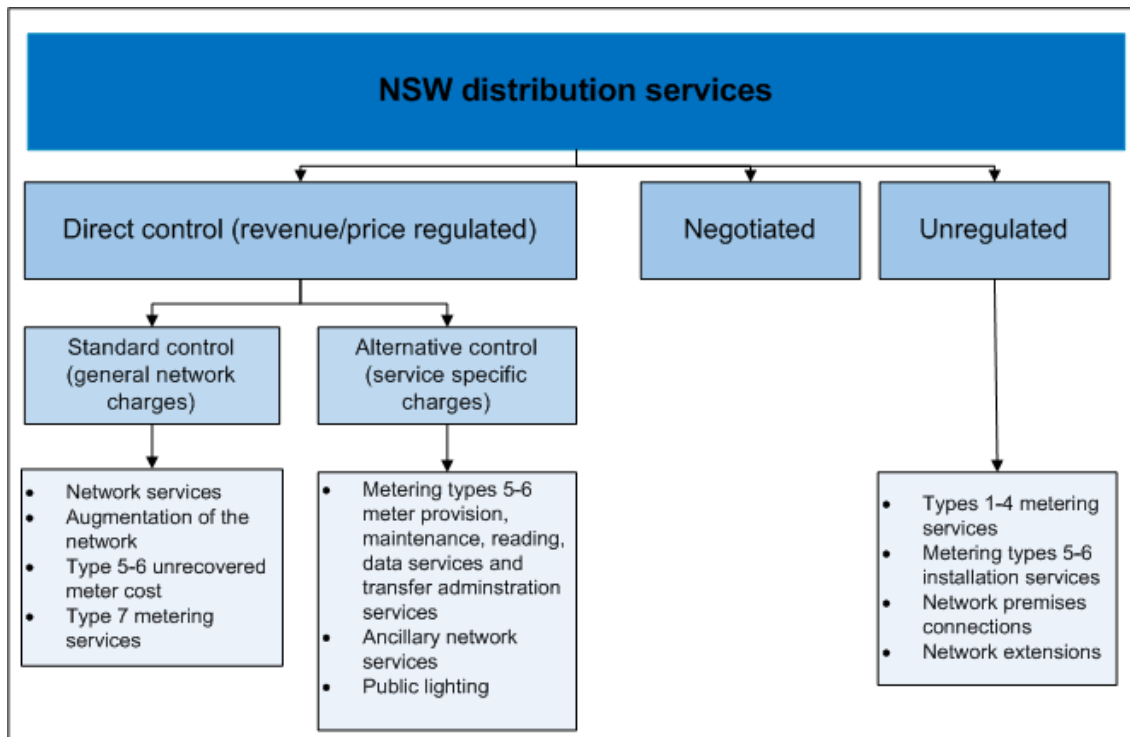 NSW distribution services
Direct control (revenue/price regulated)
Negotiated
Unregulated
Standard control
(general network
charges)
Alternative control
(service specific
charges)
• Network services
• Augmentation of the
network
• Type 5-6 unrecovered
meter cost
• Type 7 metering
services
• Metering types 5-6
meter provision,
maintenance, reading,
data services and
transfer adminstration
services
• Ancillary network
services
• Public lighting
• Types 1-4 metering
services
• Metering types 5-6
installation services
• Network premises
connections
• Network extensions